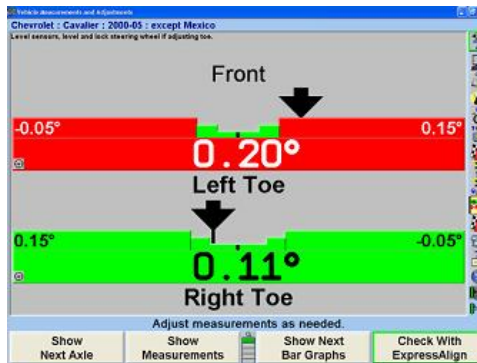 Vehicle Measurements and Adjustments
Chevrolet : Cavalier : 2000-05 : except Mexico
Level sensors, level and lock steering wheel if adjusting toe.
Front
-0.05° 0.15°
0.20°
Left Toe
0.15° -0.05°
0.11°
Right Toe
Adjust measurements as needed.
Show Next Axle
Show Measurements
Show Next Bar Graphs
Check With ExpressAlign